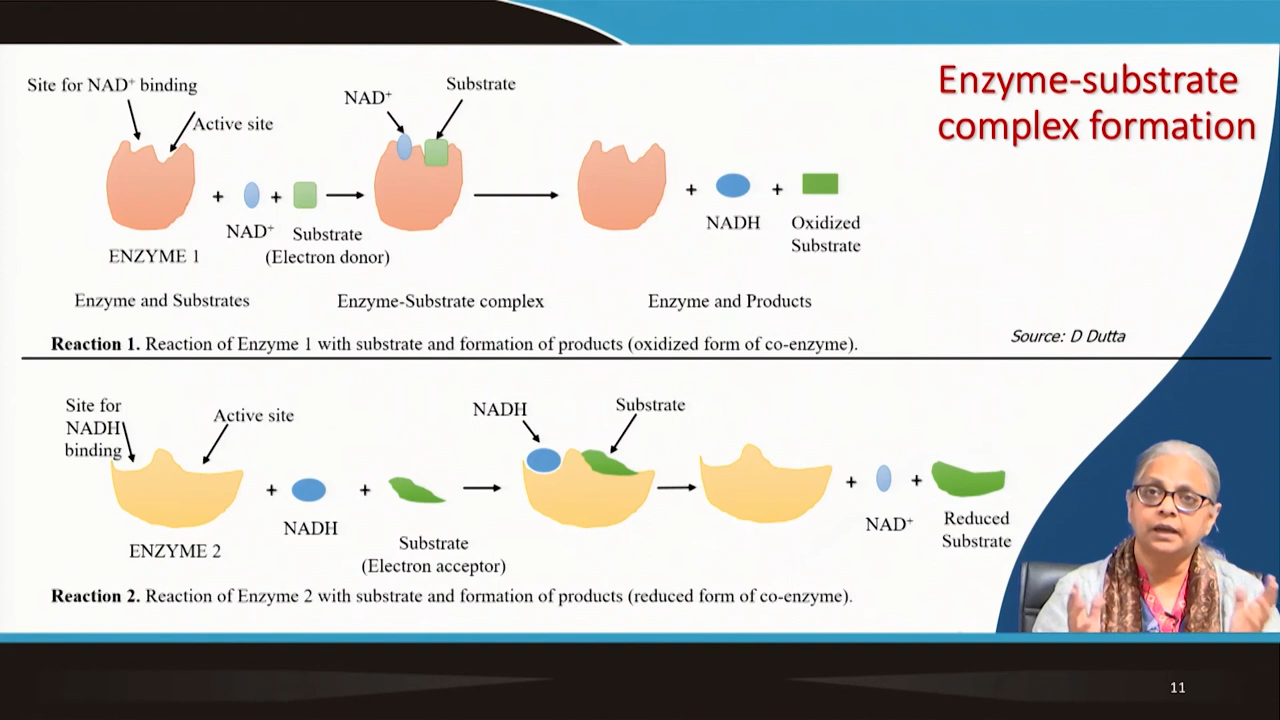 Enzyme-substrate
complex formation
Site for NAD⁺ binding
Active site
NAD⁺
Substrate
+
+
NAD⁺
Substrate
(Electron donor)
ENZYME 1
+
+
NADH
Oxidized
Substrate
Enzyme and Substrates
Enzyme-Substrate complex
Enzyme and Products
Reaction 1. Reaction of Enzyme 1 with substrate and formation of products (oxidized form of co-enzyme).
Source: D Dutta
Site for
NADH
binding
Active site
NADH
Substrate
+
+
NADH
Substrate
(Electron acceptor)
ENZYME 2
+
+
NAD⁺
Reduced
Substrate
Reaction 2. Reaction of Enzyme 2 with substrate and formation of products (reduced form of co-enzyme).
11